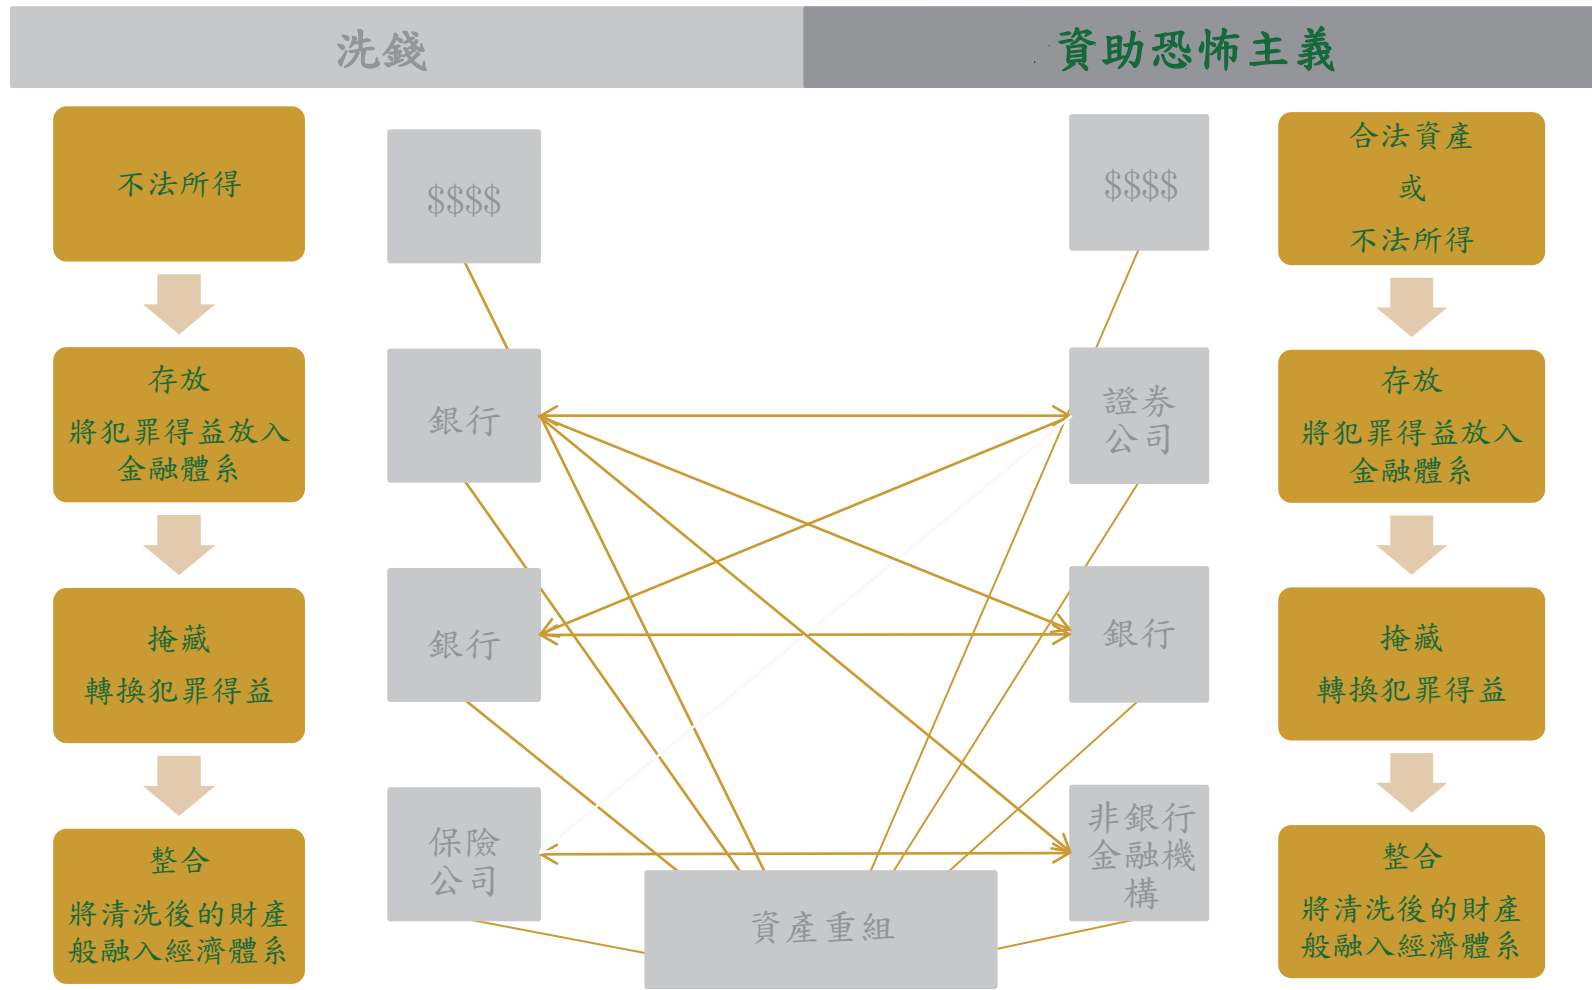 洗錢
資助恐怖主義
不法所得
存放
將犯罪得益放入
金融體系
掩藏
轉換犯罪得益
整合
將清洗後的財產
般融入經濟體系
$$$$
銀行
銀行
保險
公司
資產重組
$$$$
證券
公司
銀行
非銀行
金融機
構
合法資產
或
不法所得
存放
將犯罪得益放入
金融體系
掩藏
轉換犯罪得益
整合
將清洗後的財產
般融入經濟體系